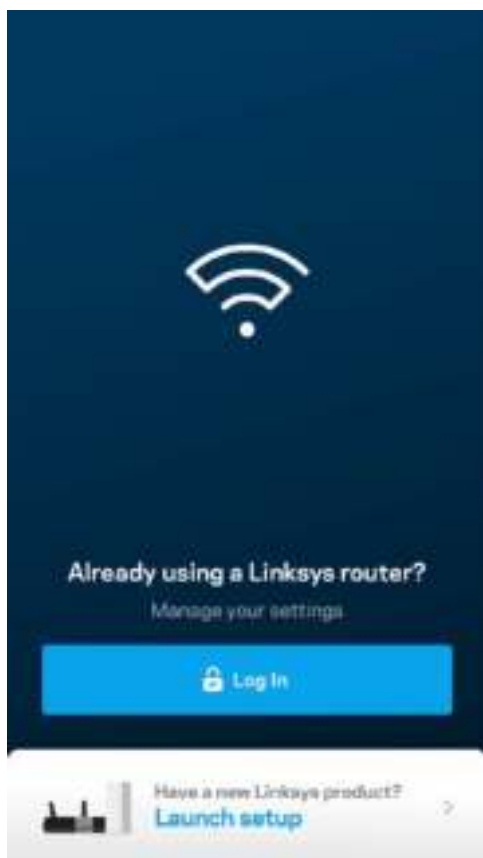 Already using a Linksys router?
Manage your settings
Log In
Have a new Linksys product?
Launch setup